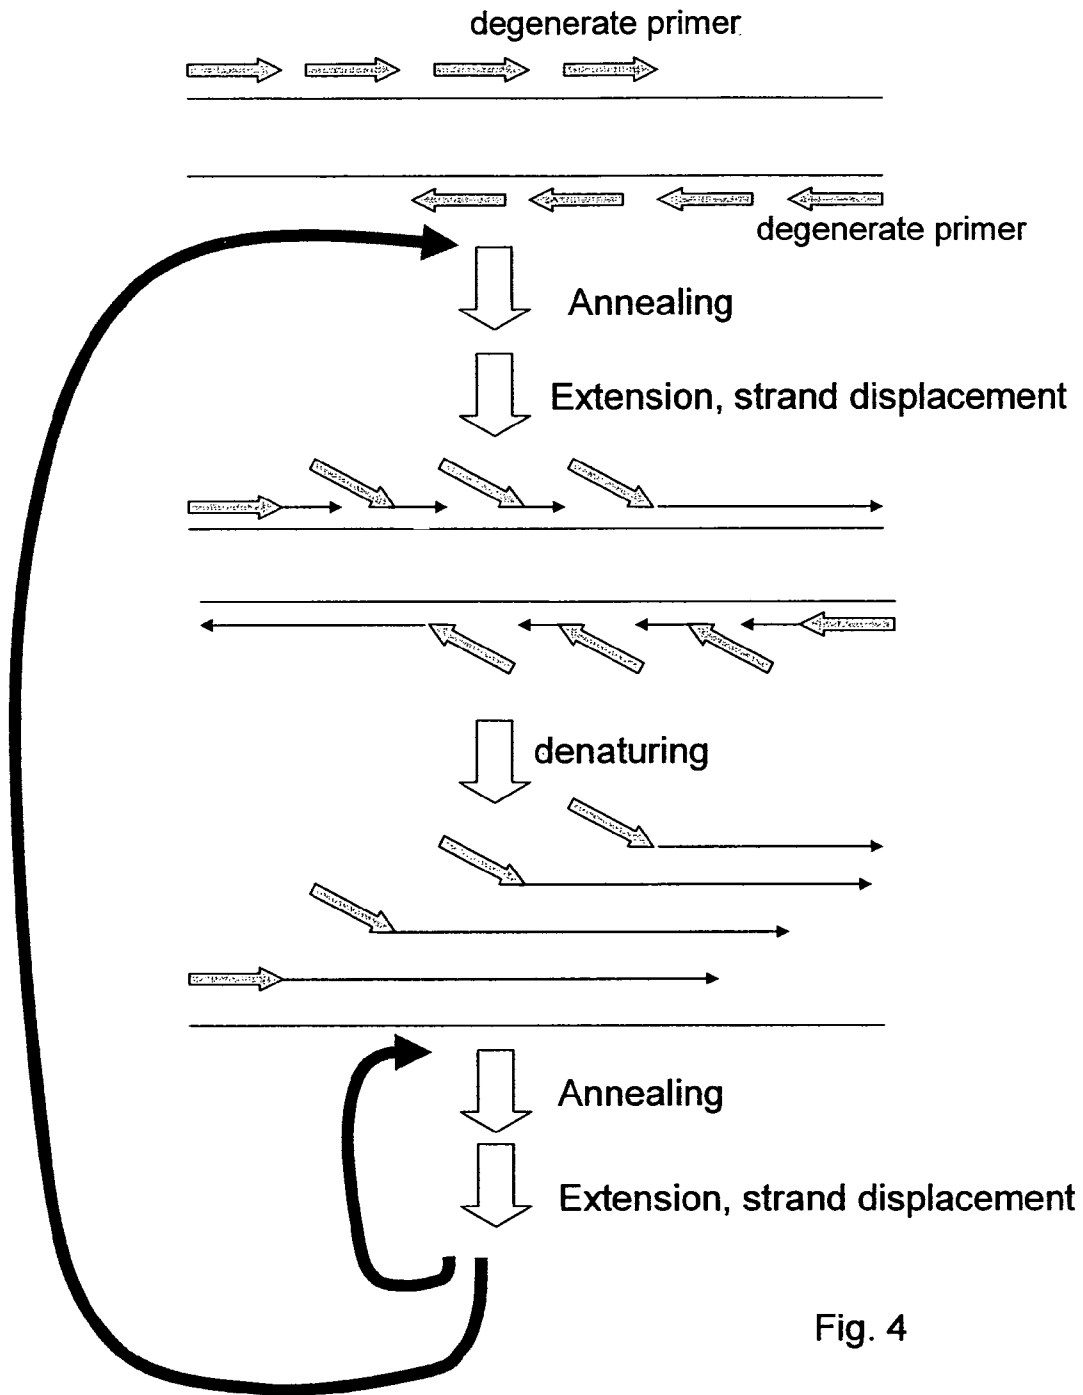 degenerate primer
degenerate primer
Annealing
Extension, strand displacement
denaturing
Annealing
Extension, strand displacement
Fig. 4